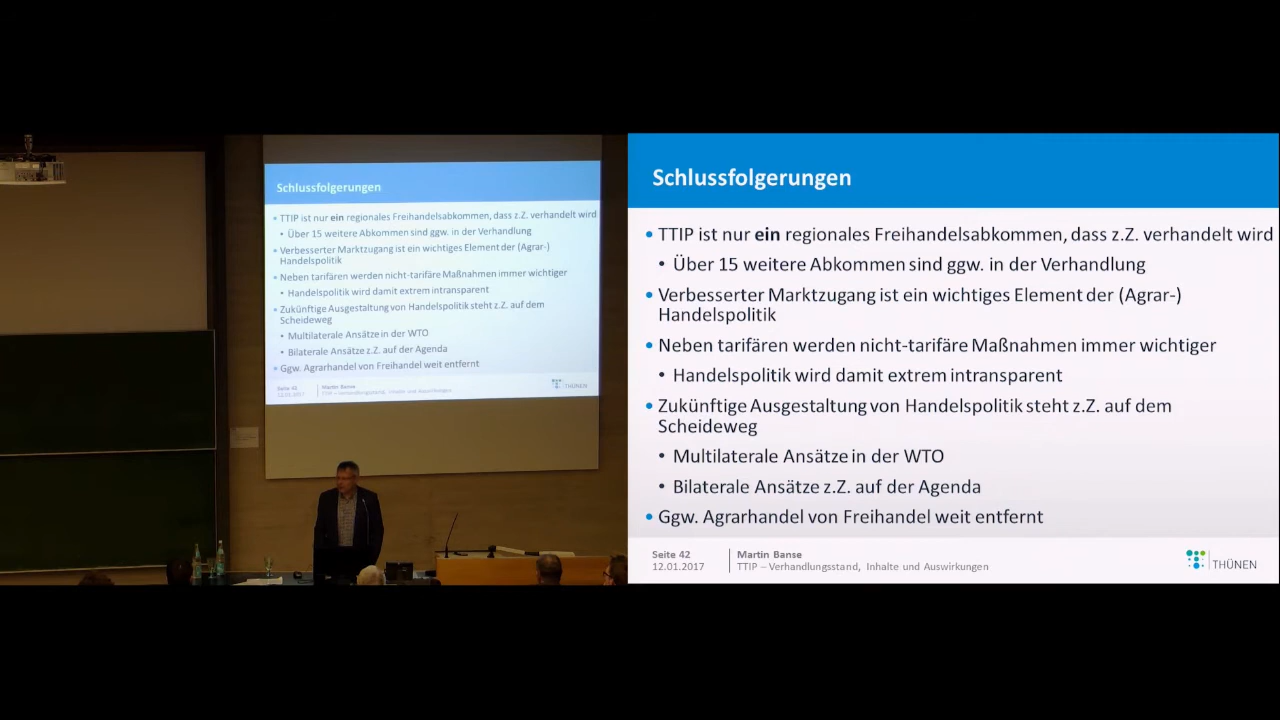 Schlussfolgerungen
• TTIP ist nur ein regionales Freihandelsabkommen, dass z.Z. verhandelt wird
• Über 15 weitere Abkommen sind ggw. in der Verhandlung
• Verbesserter Marktzugang ist ein wichtiges Element der (Agrar-)
Handelspolitik
• Neben tarifären werden nicht-tarifäre Maßnahmen immer wichtiger
• Handelspolitik wird damit extrem intransparent
• Zukünftige Ausgestaltung von Handelspolitik steht z.Z. auf dem
Scheideweg
• Multilaterale Ansätze in der WTO
• Bilaterale Ansätze z.Z. auf der Agenda
• Ggw. Agrarhandel von Freihandel weit entfernt
Seite 42
12.01.2017
Martin Banse
TTIP – Verhandlungsstand, Inhalte und Auswirkungen
THÜNEN
Schlussfolgerungen
• TTIP ist nur ein regionales Freihandelsabkommen, dass z.Z. verhandelt wird
• Über 15 weitere Abkommen sind ggw. in der Verhandlung
• Verbesserter Marktzugang ist ein wichtiges Element der (Agrar-)
Handelspolitik
• Neben tarifären werden nicht-tarifäre Maßnahmen immer wichtiger
• Handelspolitik wird damit extrem intransparent
• Zukünftige Ausgestaltung von Handelspolitik steht z.Z. auf dem
Scheideweg
• Multilaterale Ansätze in der WTO
• Bilaterale Ansätze z.Z. auf der Agenda
• Ggw. Agrarhandel von Freihandel weit entfernt
Seite 42
12.01.2017
Martin Banse
TTIP – Verhandlungsstand, Inhalte und Auswirkungen
THÜNEN